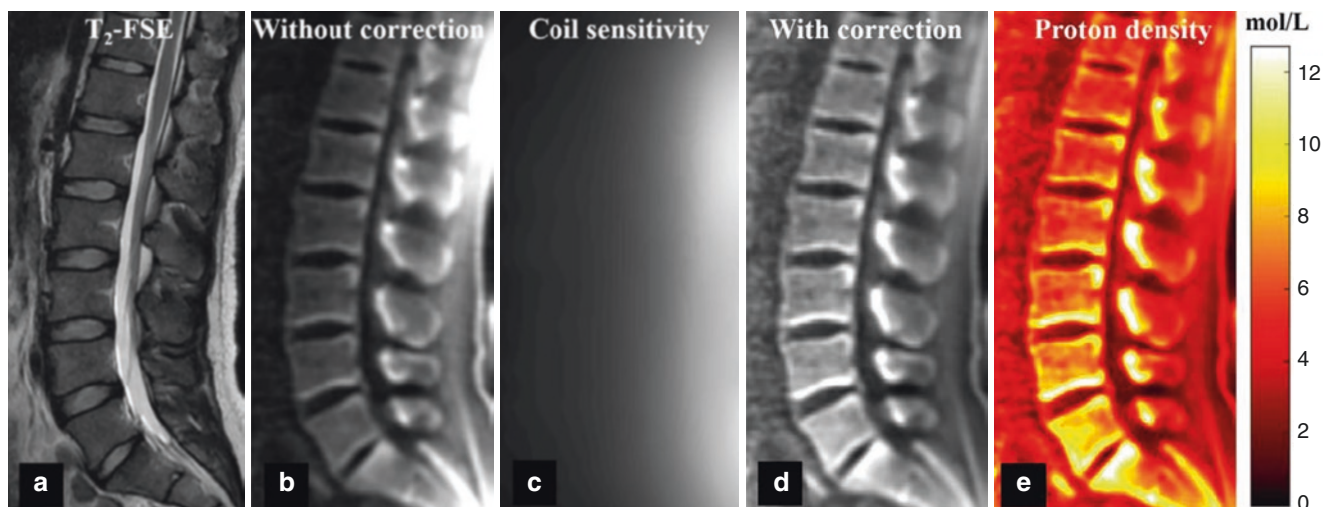 T₂-FSE
Without correction
Coil sensitivity
With correction
Proton density
mol/L
12
10
8
6
4
2
0
a
b
c
d
e